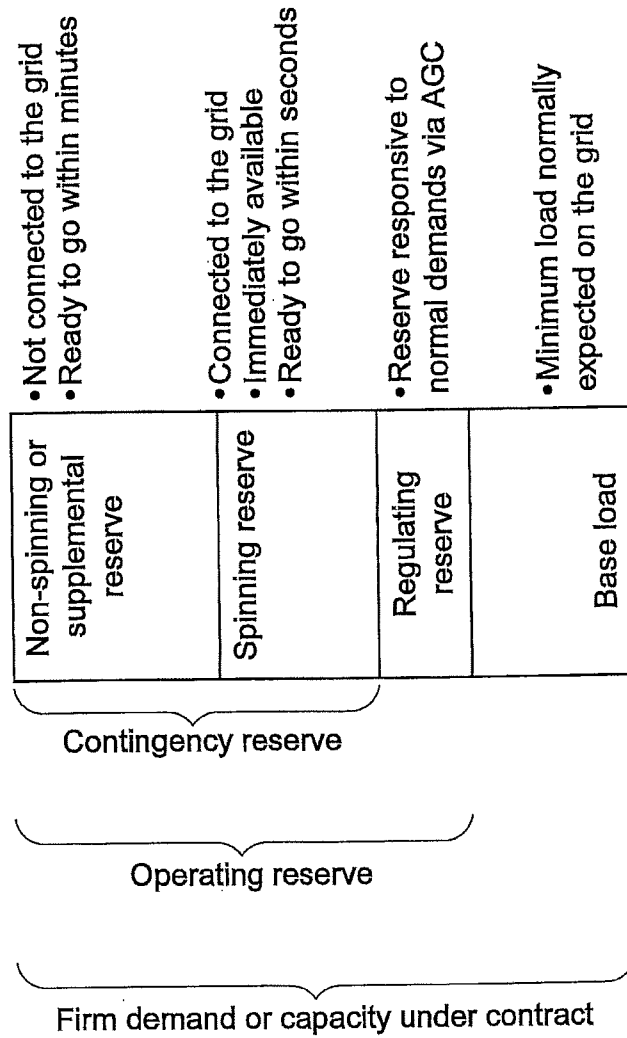 Non-spinning or
supplemental
reserve
•Not connected to the grid
•Ready to go within minutes
Spinning reserve
•Connected to the grid
•Immediately available
•Ready to go within seconds
Regulating
reserve
•Reserve responsive to
normal demands via AGC
Base load
•Minimum load normally
expected on the grid
Contingency reserve
Operating reserve
Firm demand or capacity under contract